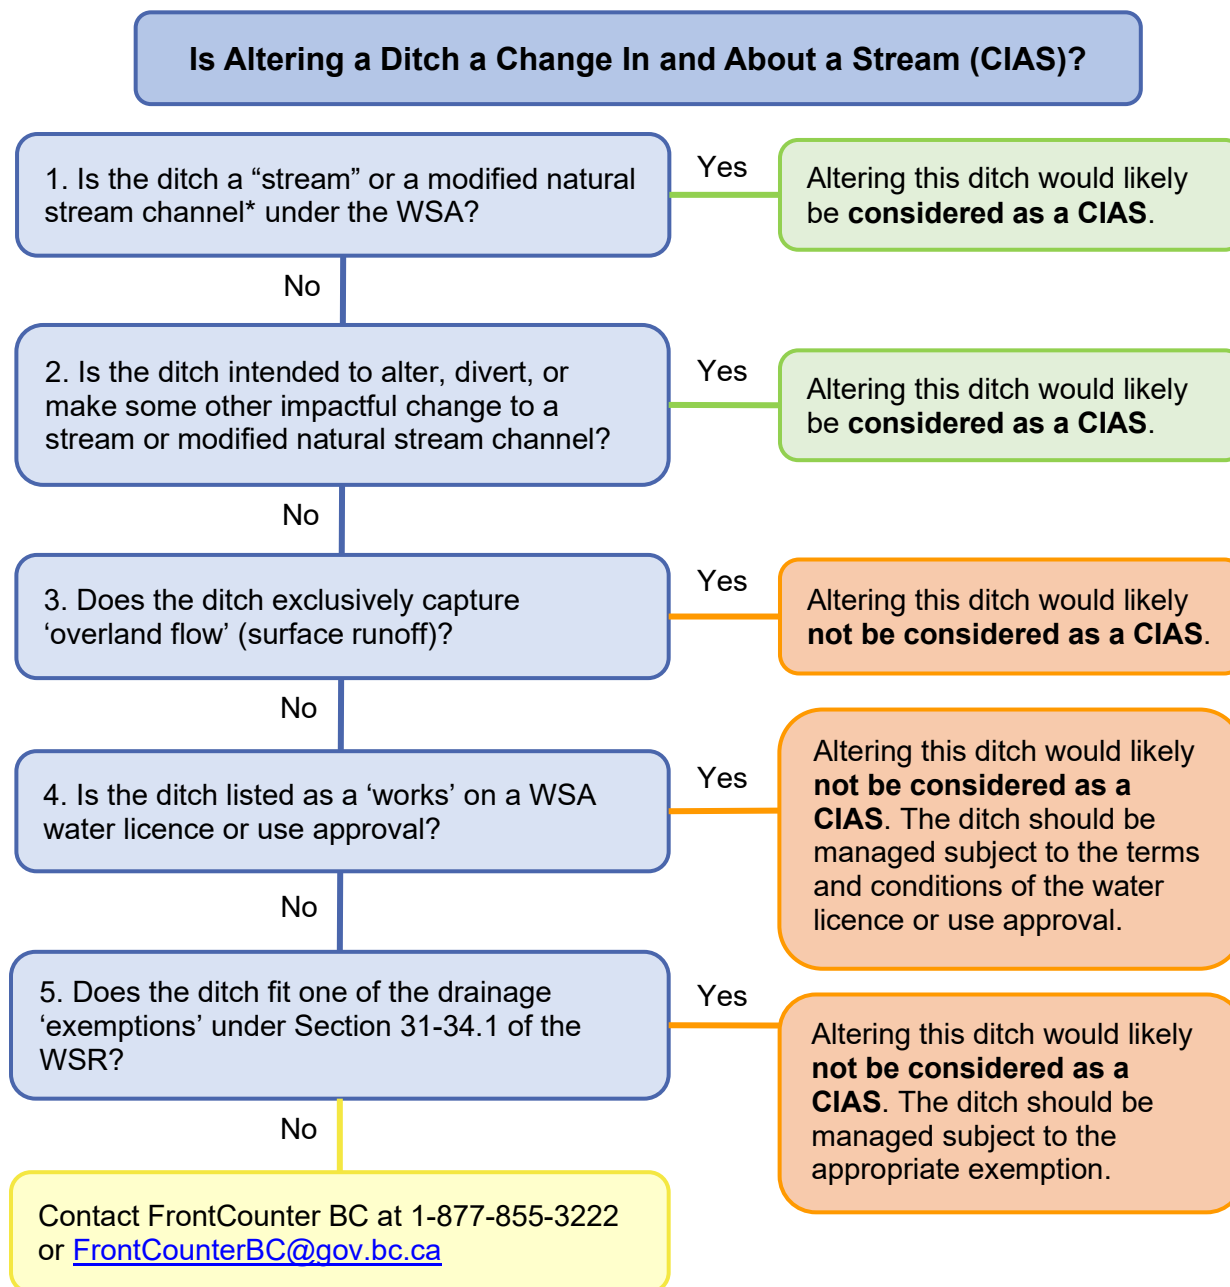 Is Altering a Ditch a Change In and About a Stream (CIAS)?
1. Is the ditch a “stream” or a modified natural
stream channel* under the WSA?
Yes
Altering this ditch would likely
be considered as a CIAS.
No
2. Is the ditch intended to alter, divert, or
make some other impactful change to a
stream or modified natural stream channel?
Yes
Altering this ditch would likely
be considered as a CIAS.
No
3. Does the ditch exclusively capture
‘overland flow’ (surface runoff)?
Yes
Altering this ditch would likely
not be considered as a CIAS.
No
4. Is the ditch listed as a ‘works’ on a WSA
water licence or use approval?
Yes
Altering this ditch would likely
not be considered as a
CIAS. The ditch should be
managed subject to the terms
and conditions of the water
licence or use approval.
No
5. Does the ditch fit one of the drainage
‘exemptions’ under Section 31-34.1 of the
WSR?
Yes
Altering this ditch would likely
not be considered as a
CIAS. The ditch should be
managed subject to the
appropriate exemption.
No
Contact FrontCounter BC at 1-877-855-3222
or FrontCounterBC@gov.bc.ca